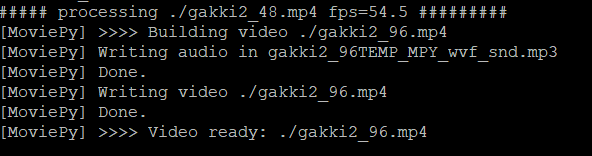 ##### processing ./gakki2_48.mp4 fps=54.5 #########
[MoviePy] >>>> Building video ./gakki2_96.mp4
[MoviePy] Writing audio in gakki2_96TEMP_MPY_wvf_snd.mp3
[MoviePy] Done.
[MoviePy] Writing video ./gakki2_96.mp4
[MoviePy] Done.
[MoviePy] >>>> Video ready: ./gakki2_96.mp4